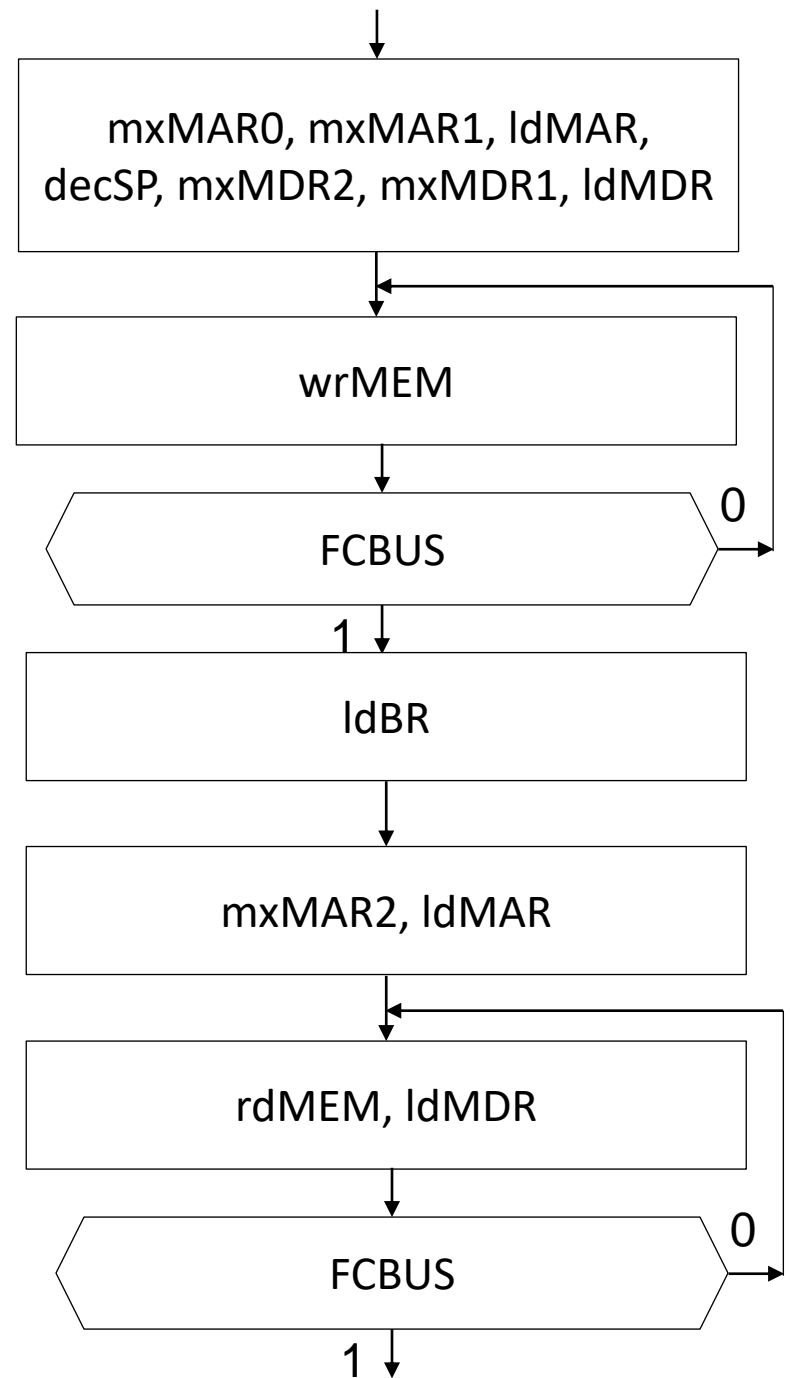 mxMAR0, mxMAR1, ldMAR,
decSP, mxMDR2, mxMDR1, ldMDR
wrMEM
0
FCBUS
1
ldBR
mxMAR2, ldMAR
rdMEM, ldMDR
0
FCBUS
1